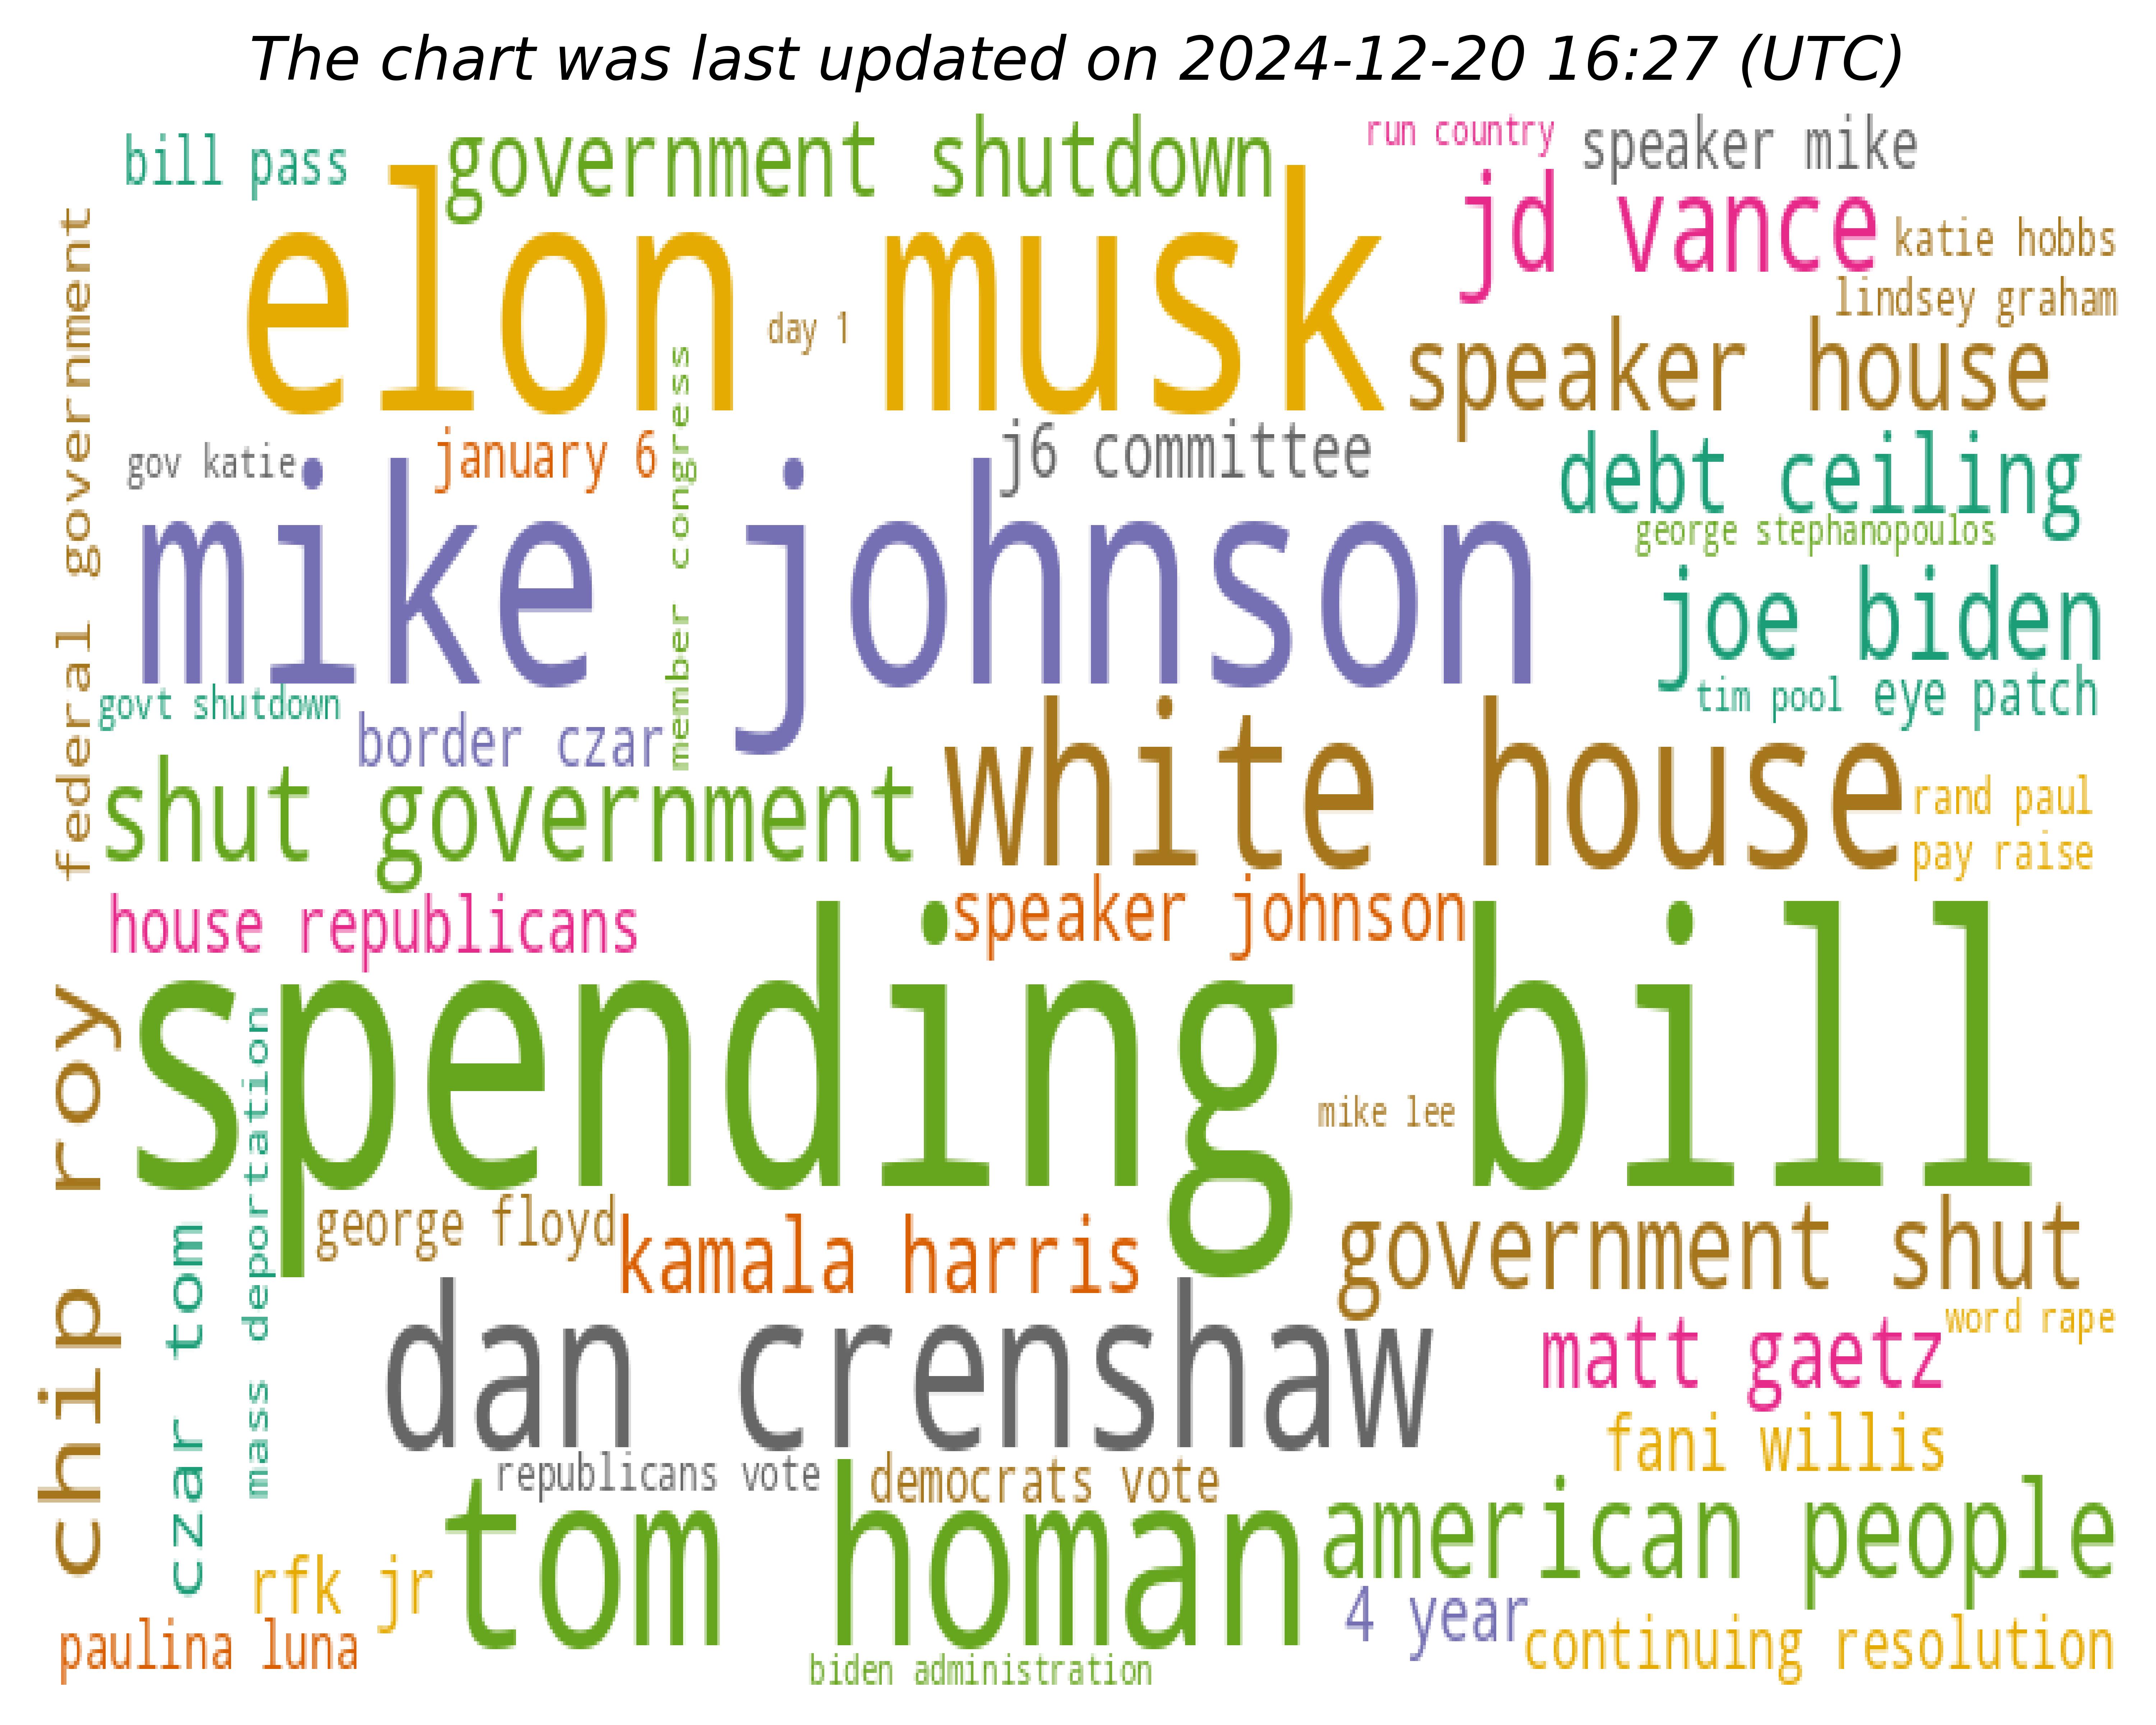 The chart was last updated on 2024-12-20 16:27 (UTC)
bill pass
government shutdown
run country
speaker mike
elon musk
jd vance
katie hobbs
lindsey graham
day 1
speaker house
federal government
gov katie
january 6
member congress
j6 committee
debt ceiling
george stephanopoulos
mike johnson
joe biden
govt shutdown
border czar
tim pool
eye patch
shut government
white house
rand paul
pay raise
house republicans
speaker johnson
spending bill
mike lee
chip roy
mass deportation
czar tom
george floyd
kamala harris
government shut
word rape
dan crenshaw
matt gaetz
fani willis
republicans vote
democrats vote
tom homan
american people
rfk jr
4 year
paulina luna
continuing resolution
biden administration